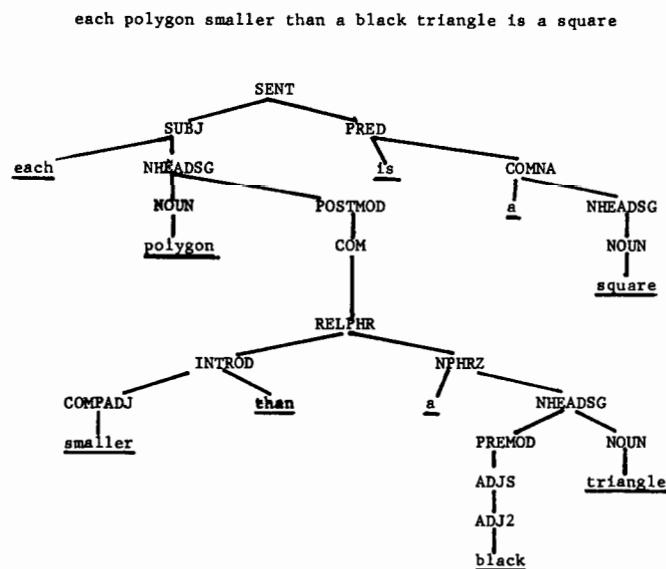 each polygon smaller than a black triangle is a square
SENT
SUBJ PRED
each NHEADSG is COMNA
NOUN POSTMOD a NHEADSG
polygon COM NOUN
square
RELPHR
INTROD NPHRZ
COMPADJ than a NHEADSG
smaller PREMOD NOUN
ADJS triangle
ADJ2
black